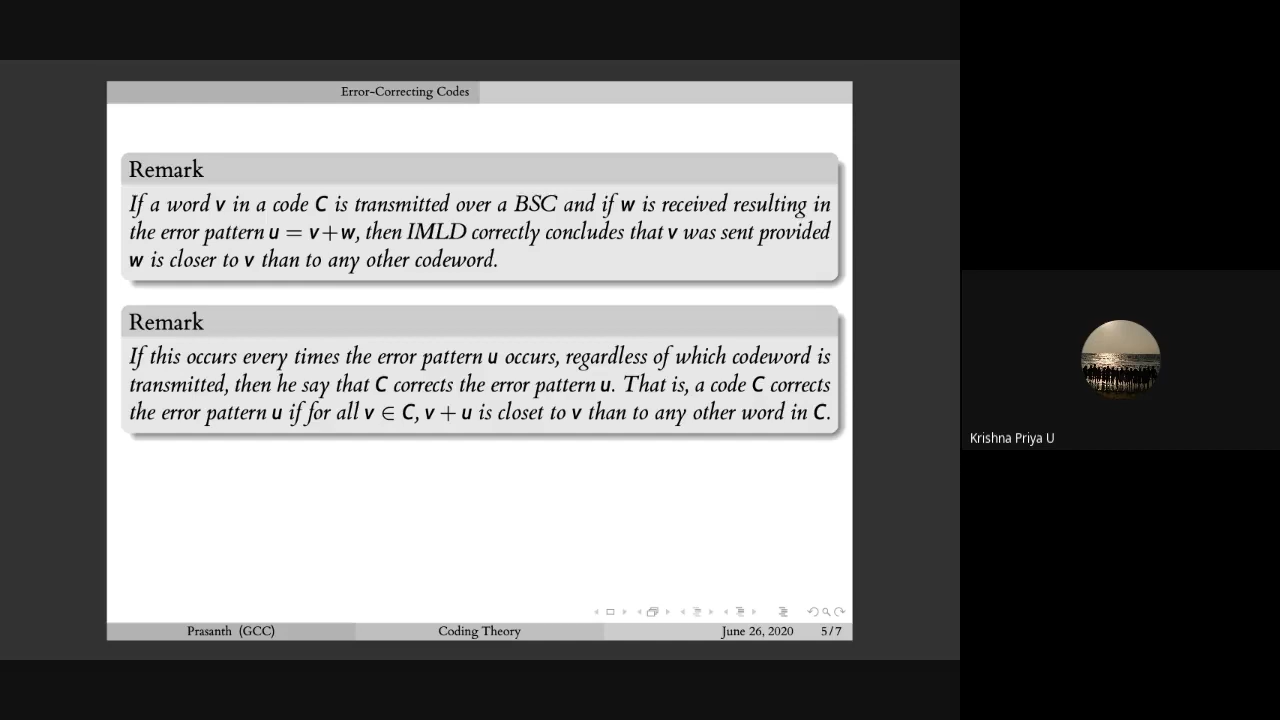 Error-Correcting Codes
Remark
If a word v in a code C is transmitted over a BSC and if w is received resulting in
the error pattern u = v+w, then IMLD correctly concludes that v was sent provided
w is closer to v than to any other codeword.
Remark
If this occurs every times the error pattern u occurs, regardless of which codeword is
transmitted, then he say that C corrects the error pattern u. That is, a code C corrects
the error pattern u if for all v ∈ C, v + u is closet to v than to any other word in C.
Krishna Priya U
Prasanth (GCC) Coding Theory June 26, 2020 5/7